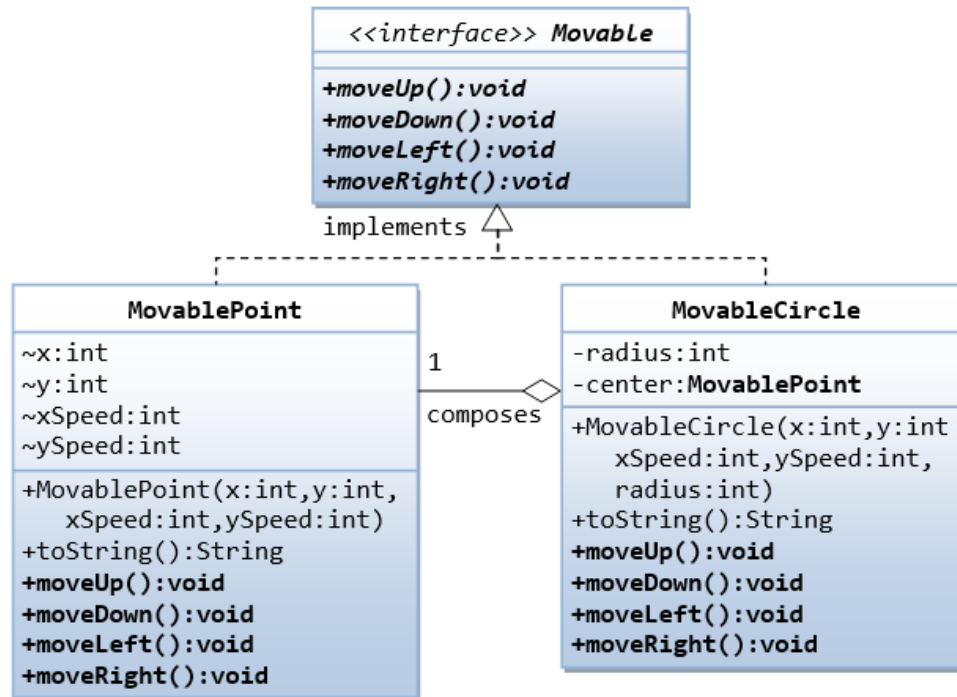 <<interface>> Movable
+moveUp():void
+moveDown():void
+moveLeft():void
+moveRight():void
implements
MovablePoint
~x:int
~y:int
~xSpeed:int
~ySpeed:int
+MovablePoint(x:int,y:int,
xSpeed:int,ySpeed:int)
+toString():String
+moveUp():void
+moveDown():void
+moveLeft():void
+moveRight():void
1
composes
MovableCircle
-radius:int
-center:MovablePoint
+MovableCircle(x:int,y:int
xSpeed:int,ySpeed:int,
radius:int)
+toString():String
+moveUp():void
+moveDown():void
+moveLeft():void
+moveRight():void